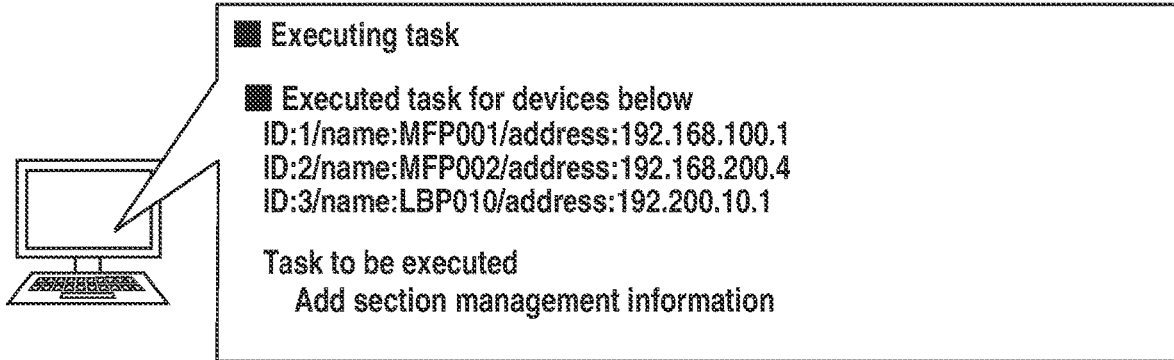 ■ Executing task
■ Executed task for devices below
ID:1/name:MFP001/address:192.168.100.1
ID:2/name:MFP002/address:192.168.200.4
ID:3/name:LBP010/address:192.200.10.1
Task to be executed
Add section management information